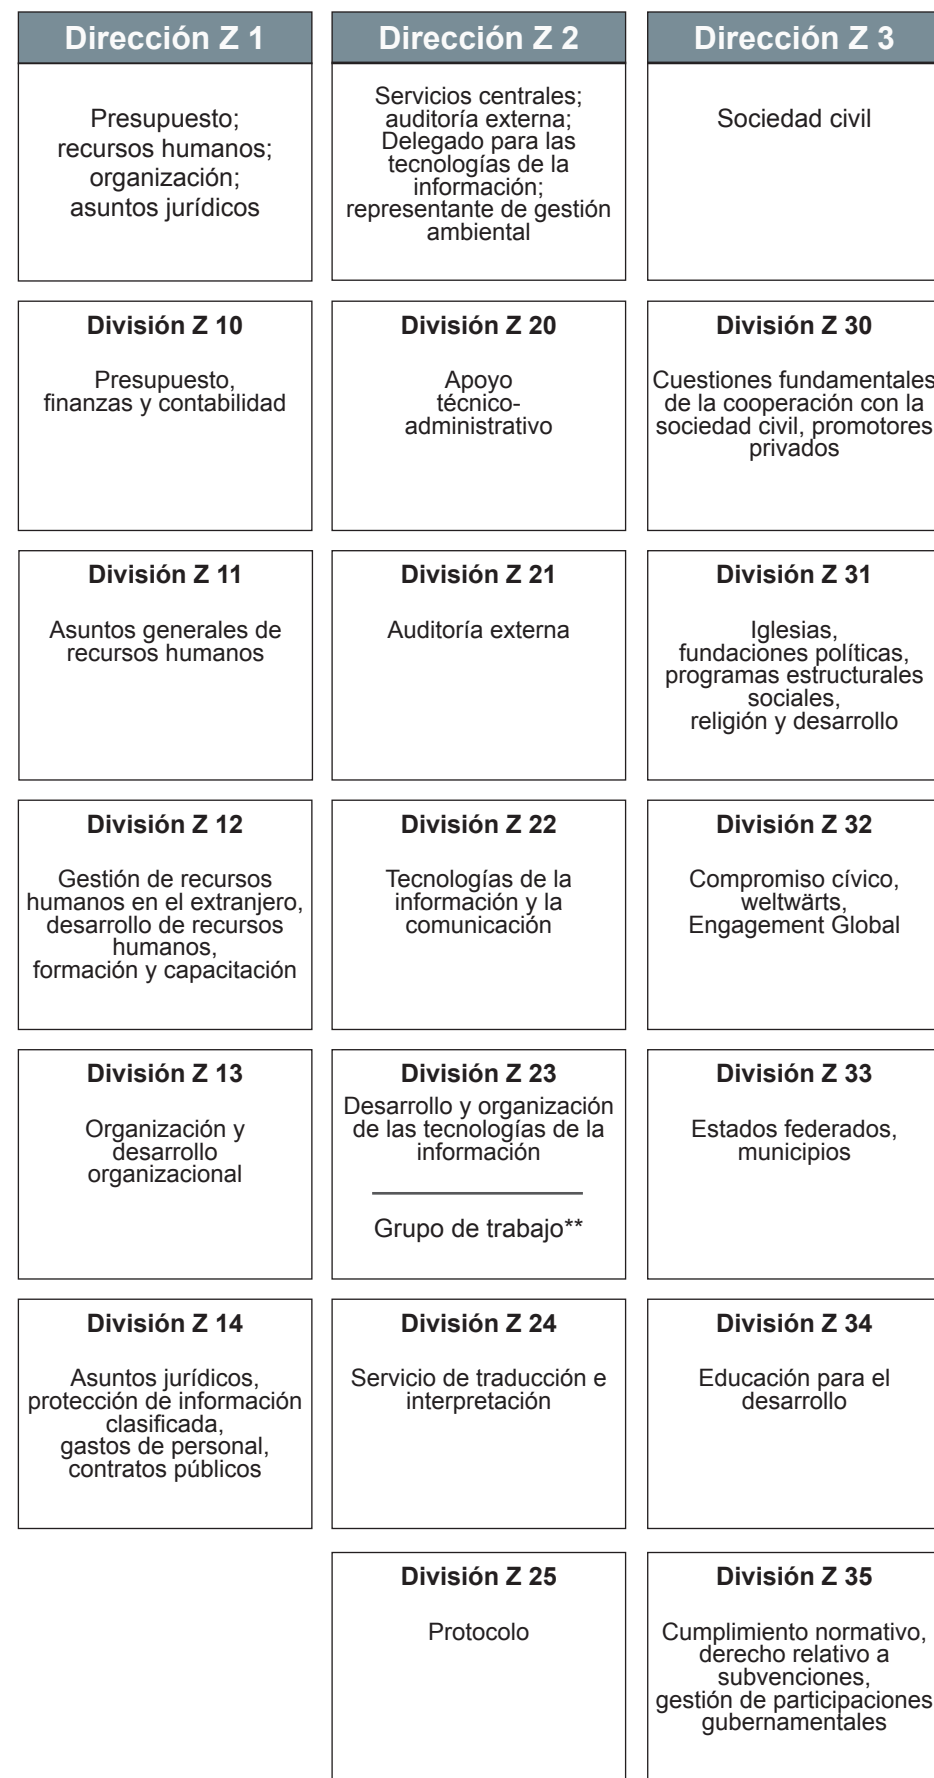 Dirección Z 1
Presupuesto;
recursos humanos;
organización;
asuntos jurídicos
Dirección Z 2
Servicios centrales;
auditoría externa;
Delegado para las
tecnologías de la
información;
representante de gestión
ambiental
Dirección Z 3
Sociedad civil
División Z 10
Presupuesto,
finanzas y contabilidad
División Z 20
Apoyo
técnico-
administrativo
División Z 30
Cuestiones fundamentales
de la cooperación con la
sociedad civil, promotores
privados
División Z 11
Asuntos generales de
recursos humanos
División Z 21
Auditoría externa
División Z 31
Iglesias,
fundaciones políticas,
programas estructurales
sociales,
religión y desarrollo
División Z 12
Gestión de recursos
humanos en el extranjero,
desarrollo de recursos
humanos,
formación y capacitación
División Z 22
Tecnologías de la
información y la
comunicación
División Z 32
Compromiso cívico,
weltwärts,
Engagement Global
División Z 13
Organización y
desarrollo
organizacional
División Z 23
Desarrollo y organización
de las tecnologías de la
información
Grupo de trabajo**
División Z 33
Estados federados,
municipios
División Z 14
Asuntos jurídicos,
protección de información
clasificada,
gastos de personal,
contratos públicos
División Z 24
Servicio de traducción e
interpretación
División Z 34
Educación para el
desarrollo
División Z 25
Protocolo
División Z 35
Cumplimiento normativo,
derecho relativo a
subvenciones,
gestión de participaciones
gubernamentales